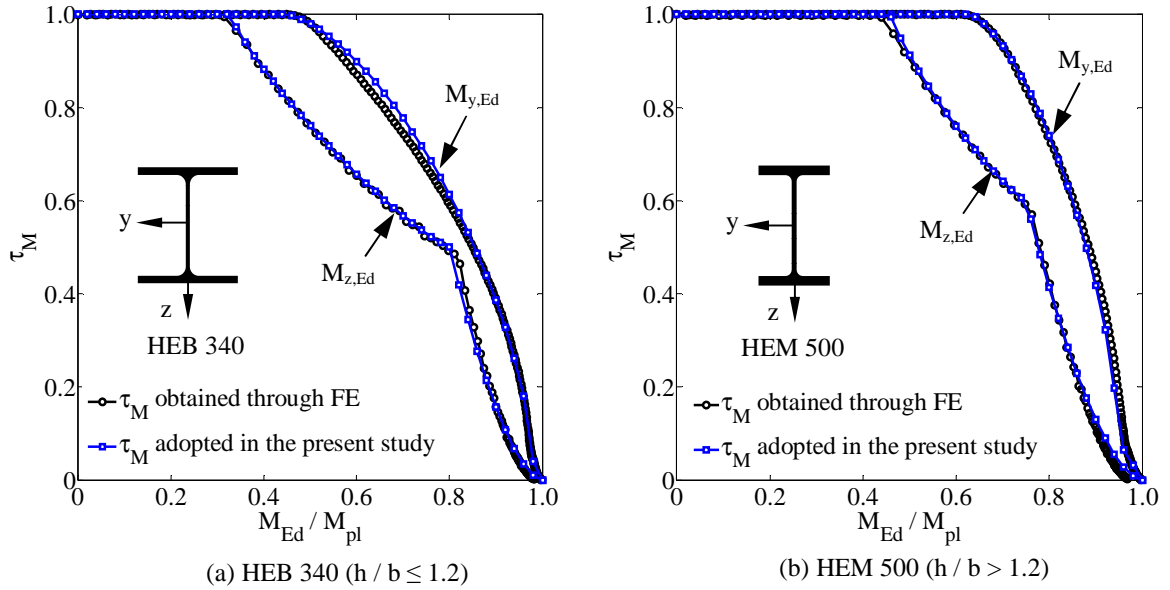 1.0
0.8
0.6
0.4
0.2
0
τM
0
0.2
0.4
0.6
0.8
1.0
MEd / Mpl
My,Ed
Mz,Ed
y
z
HEB 340
τM obtained through FE
τM adopted in the present study
(a) HEB 340 (h / b ≤ 1.2)
1.0
0.8
0.6
0.4
0.2
0
τM
0
0.2
0.4
0.6
0.8
1.0
MEd / Mpl
My,Ed
Mz,Ed
y
z
HEM 500
τM obtained through FE
τM adopted in the present study
(b) HEM 500 (h / b > 1.2)